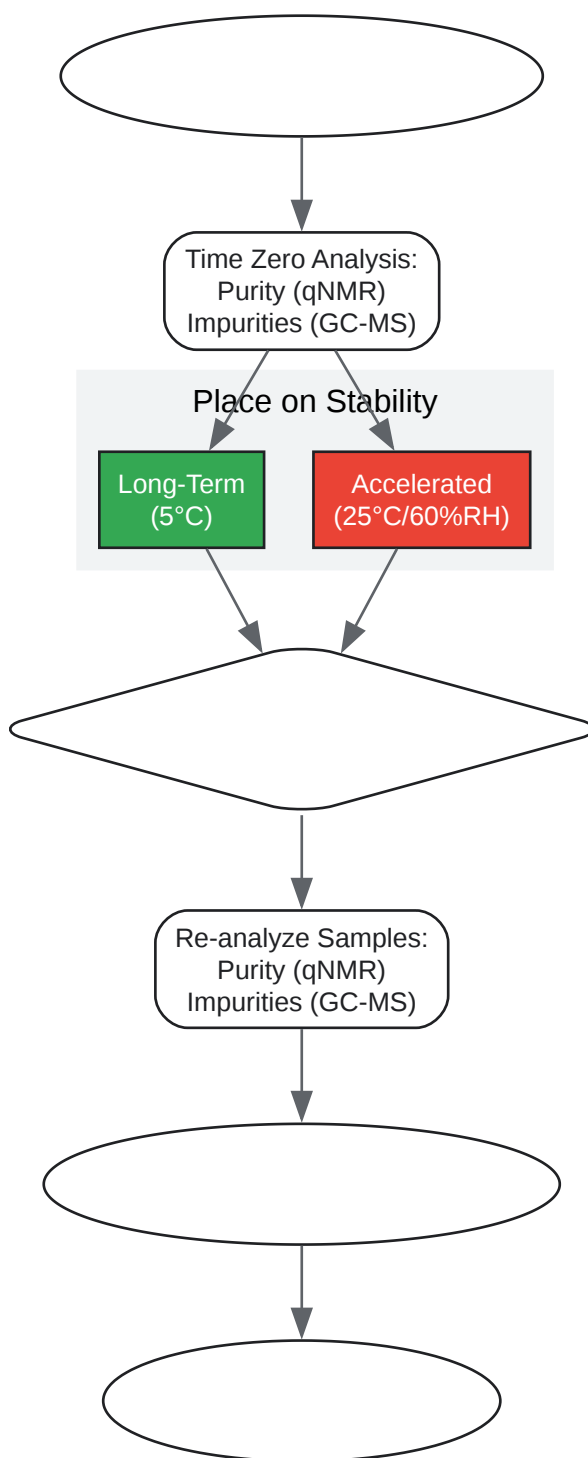 Time Zero Analysis:
Purity (qNMR)
Impurities (GC-MS)
Place on Stability
Long-Term
(5°C)
Accelerated
(25°C/60%RH)
Re-analyze Samples:
Purity (qNMR)
Impurities (GC-MS)